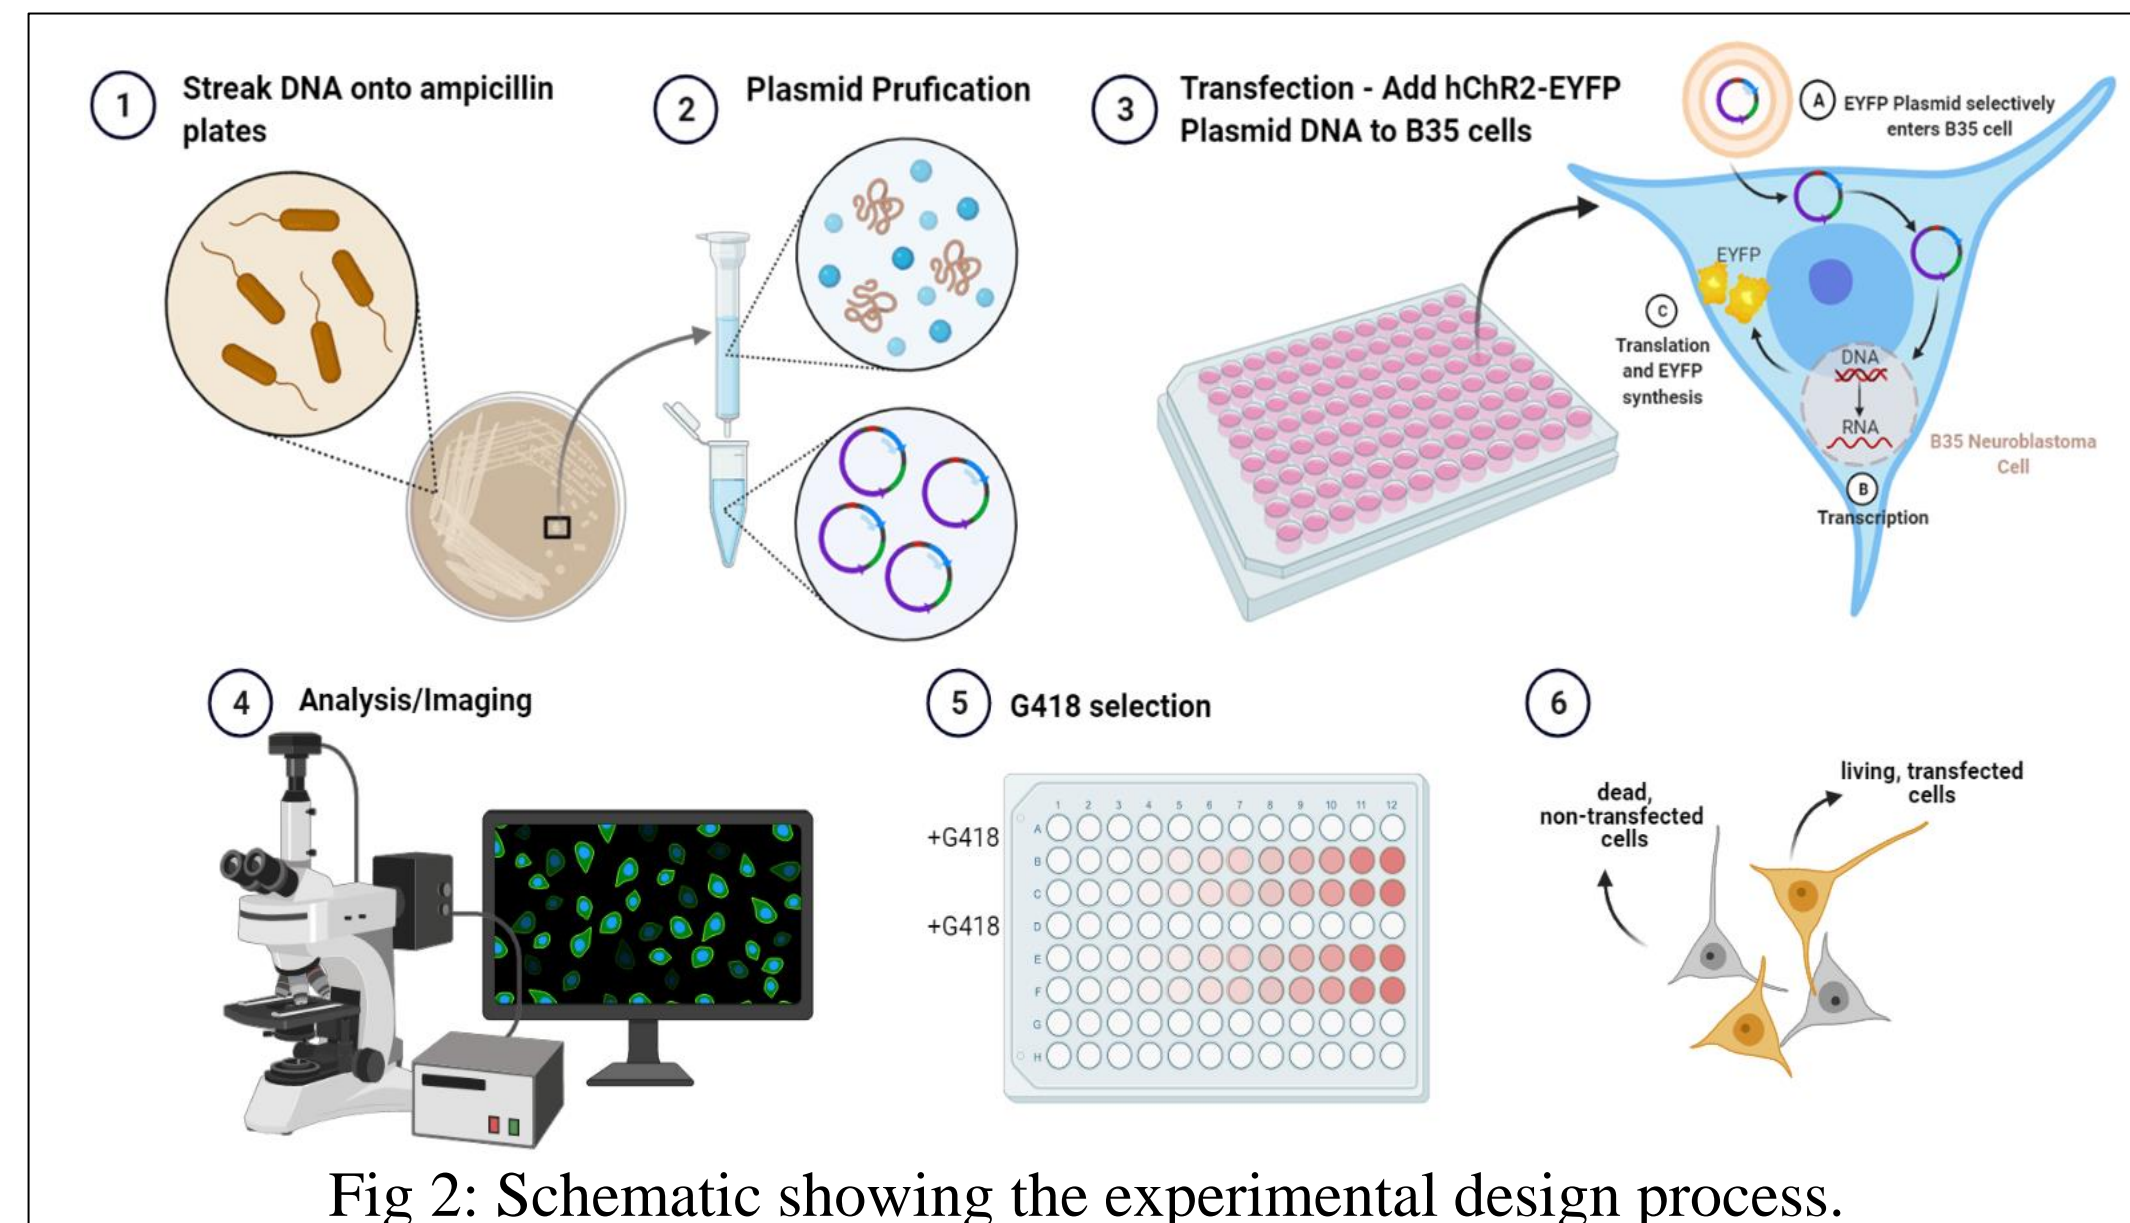 1
Streak DNA onto ampicillin
plates
2
Plasmid Prufication
3
Transfection - Add hChR2-EYFP
Plasmid DNA to B35 cells
A
EYFP Plasmid selectively
enters B35 cell
EYFP
C
Translation
and EYFP
synthesis
DNA
RNA
B35 Neuroblastoma
Cell
B
Transcription
4
Analysis/Imaging
5
G418 selection
+G418
+G418
1 2 3 4 5 6 7 8 9 10 11 12
A
B
C
D
E
F
G
H
6
dead,
non-transfected
cells
living, transfected
cells
Fig 2: Schematic showing the experimental design process.